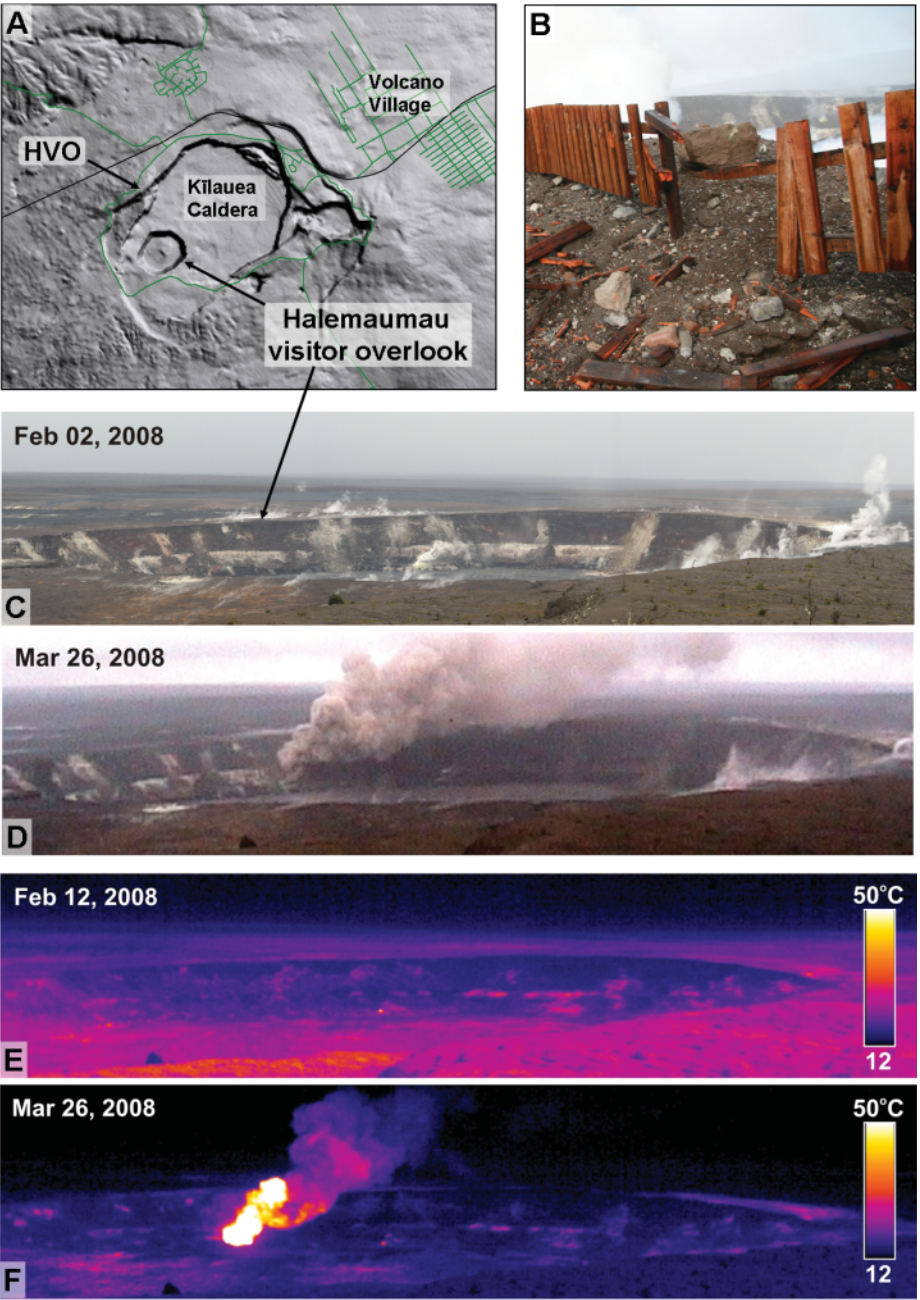 A
HVO
Kīlauea
Caldera
Volcano
Village
Halemaumau
visitor overlook
B
Feb 02, 2008
C
Mar 26, 2008
D
Feb 12, 2008
50°C
12
E
Mar 26, 2008
50°C
12
F